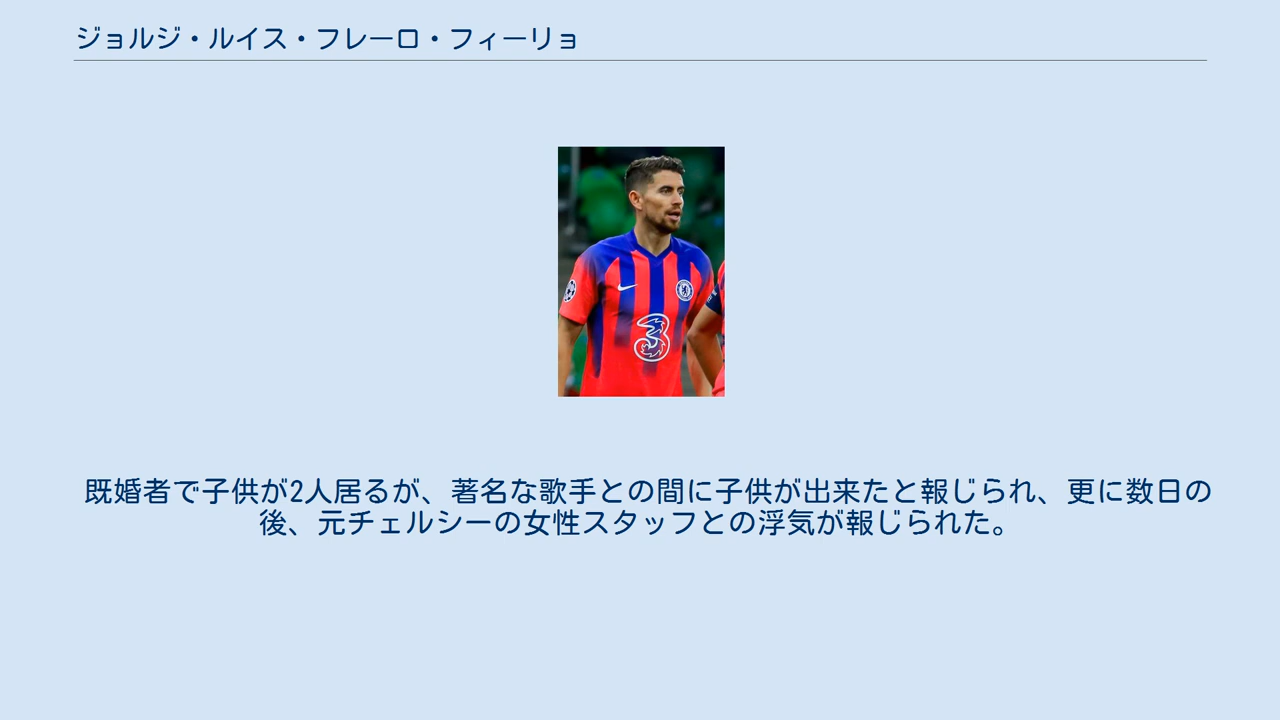 ジョルジ・ルイス・フレーロ・フィーリョ
3
既婚者で子供が2人居るが、著名な歌手との間に子供が出来たと報じられ、更に数日の
後、元チェルシーの女性スタッフとの浮気が報じられた。